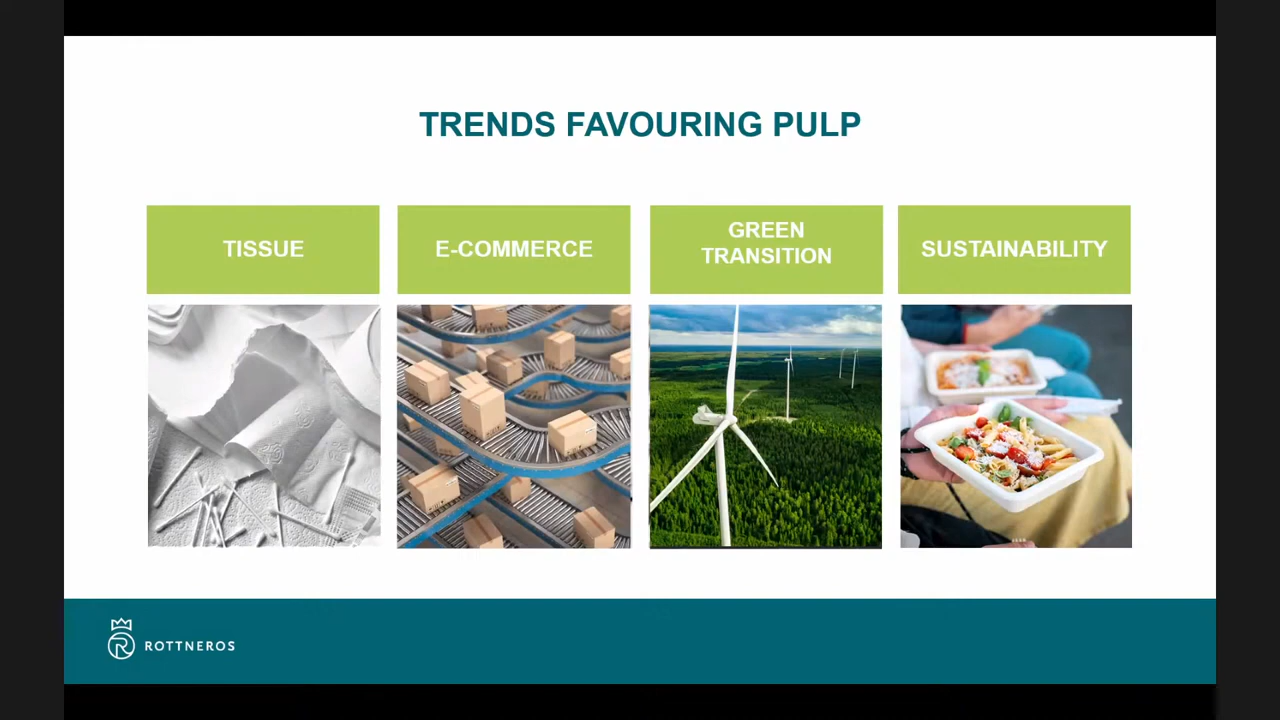 TRENDS FAVOURING PULP
TISSUE
E-COMMERCE
GREEN
TRANSITION
SUSTAINABILITY
ROTTNEROS